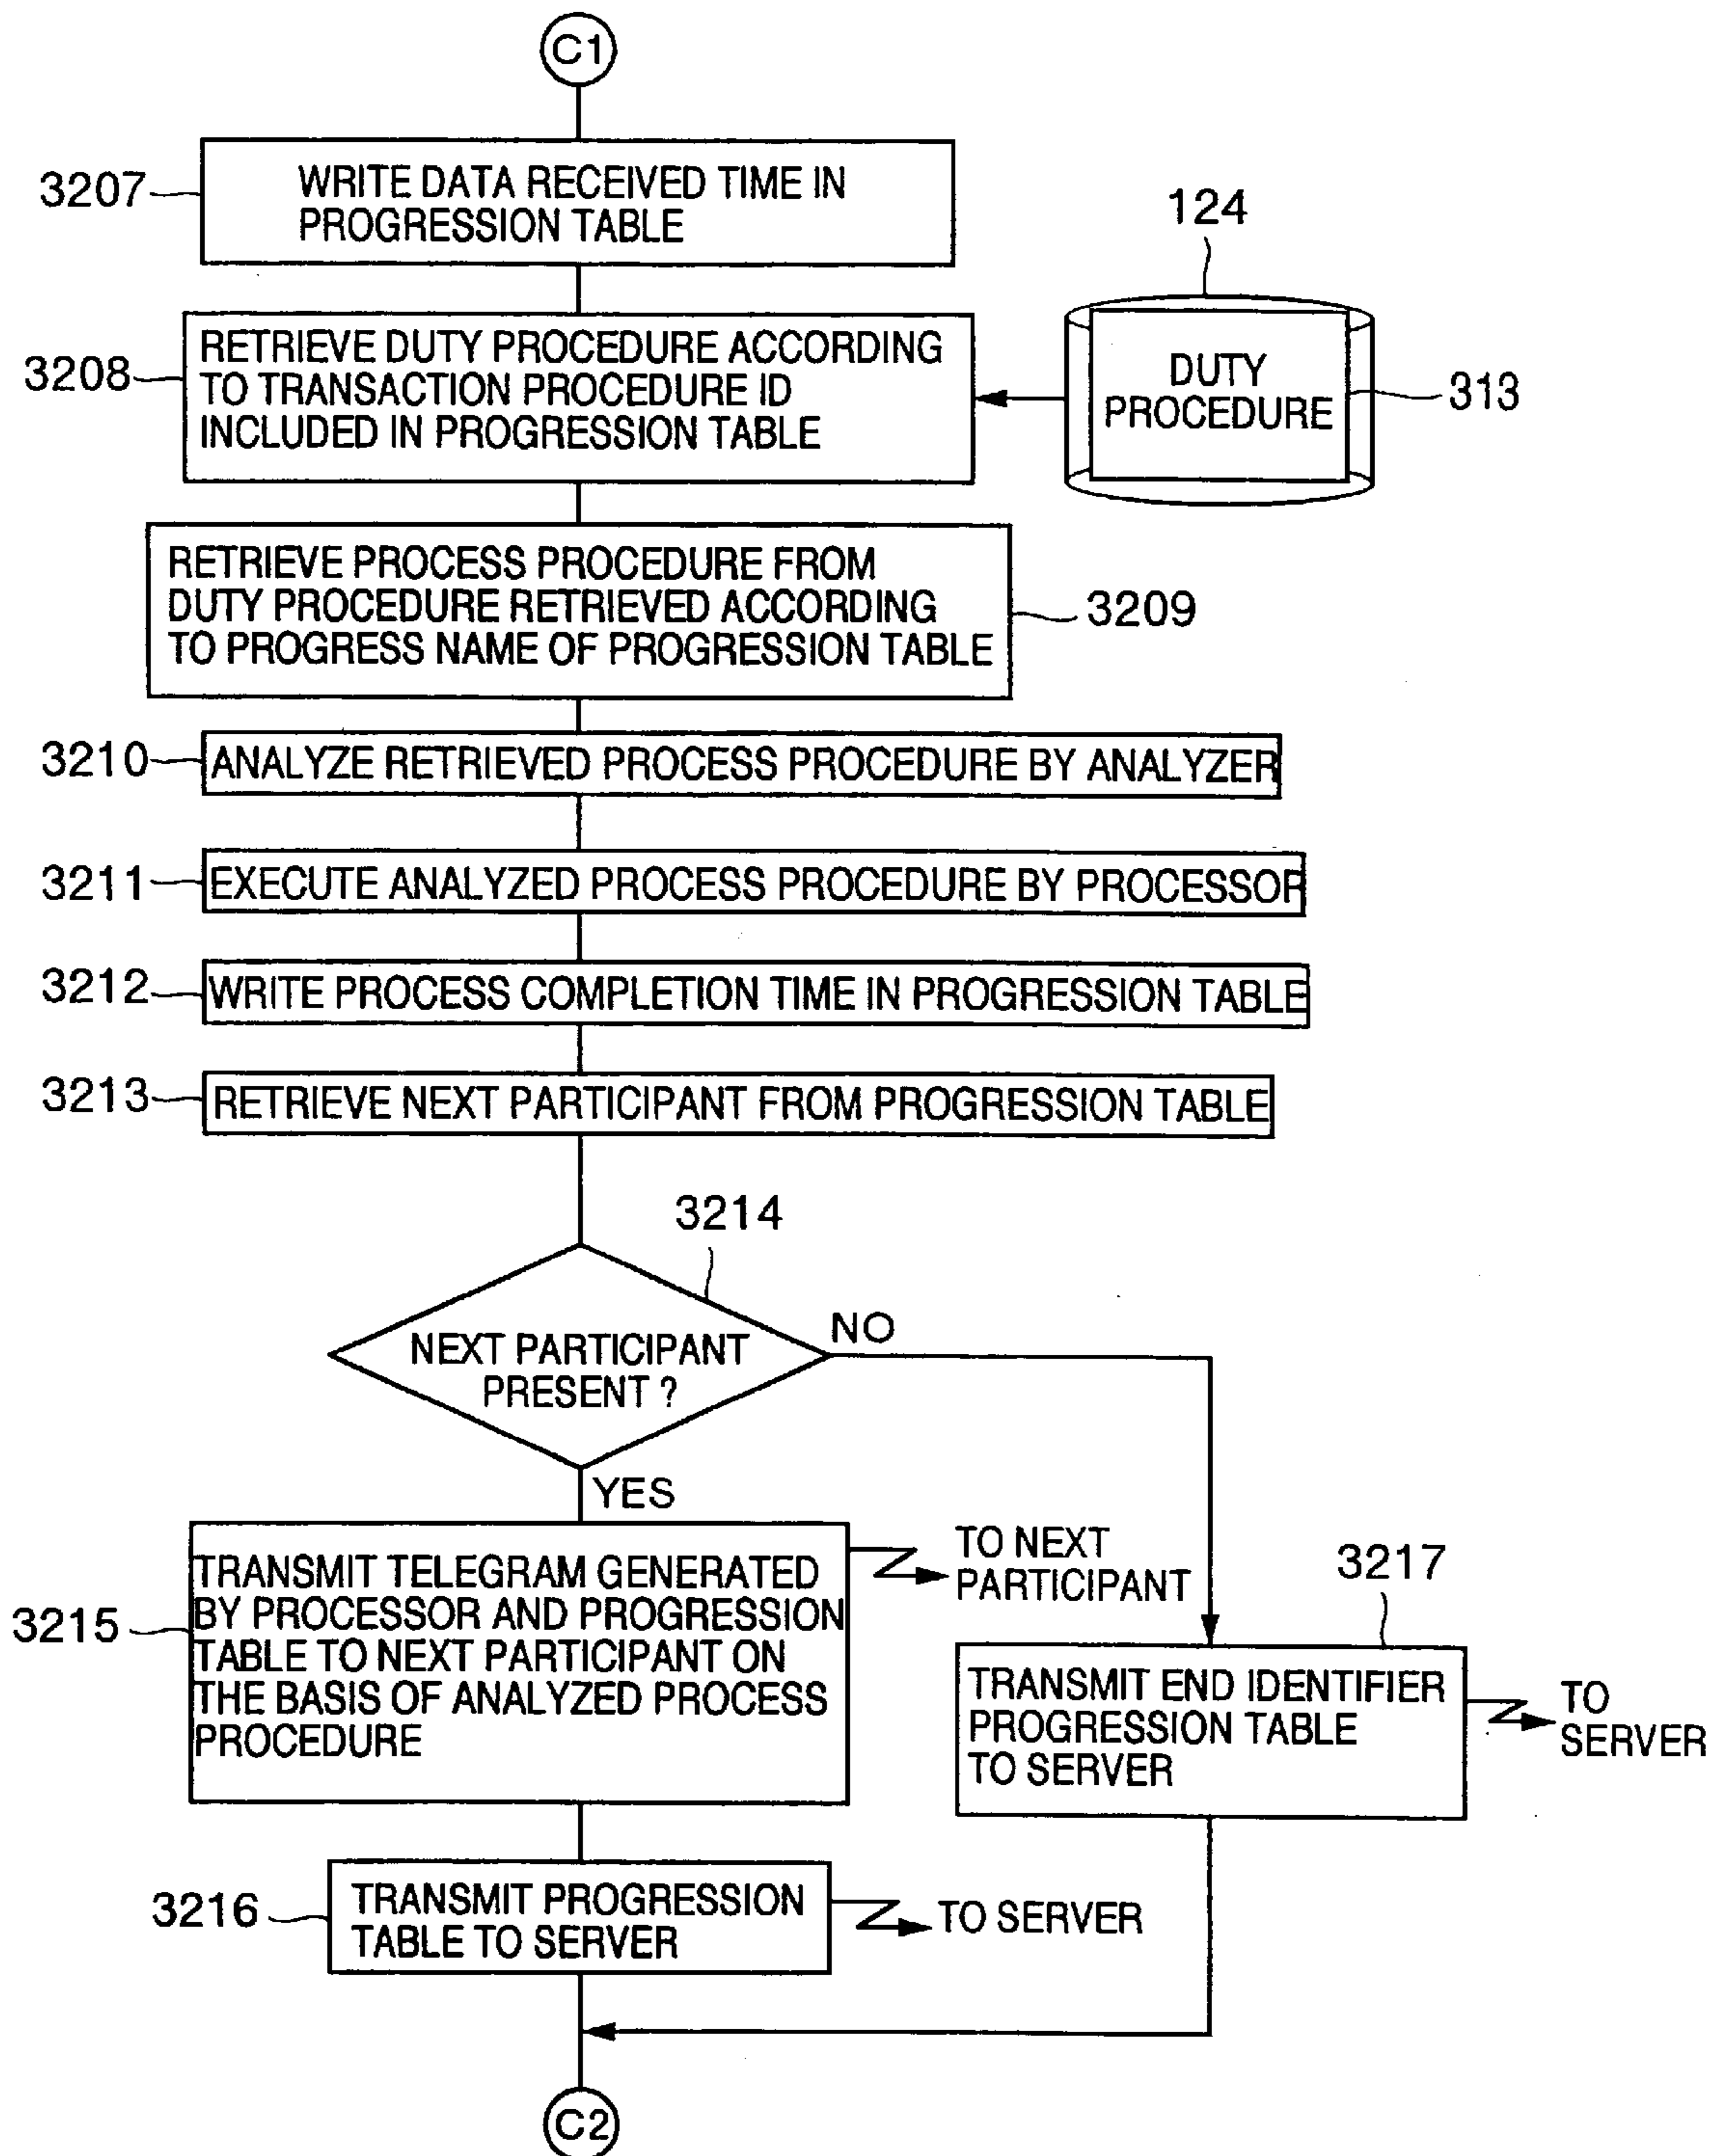 C1
3207
WRITE DATA RECEIVED TIME IN
PROGRESSION TABLE
124
3208
RETRIEVE DUTY PROCEDURE ACCORDING
TO TRANSACTION PROCEDURE ID
INCLUDED IN PROGRESSION TABLE
DUTY
PROCEDURE
313
RETRIEVE PROCESS PROCEDURE FROM
DUTY PROCEDURE RETRIEVED ACCORDING
TO PROGRESS NAME OF PROGRESSION TABLE
3209
3210
ANALYZE RETRIEVED PROCESS PROCEDURE BY ANALYZER
3211
EXECUTE ANALYZED PROCESS PROCEDURE BY PROCESSOR
3212
WRITE PROCESS COMPLETION TIME IN PROGRESSION TABLE
3213
RETRIEVE NEXT PARTICIPANT FROM PROGRESSION TABLE
3214
NEXT PARTICIPANT
PRESENT ?
NO
YES
3215
TRANSMIT TELEGRAM GENERATED
BY PROCESSOR AND PROGRESSION
TABLE TO NEXT PARTICIPANT ON
THE BASIS OF ANALYZED PROCESS
PROCEDURE
TO NEXT
PARTICIPANT
3217
TRANSMIT END IDENTIFIER
PROGRESSION TABLE
TO SERVER
TO
SERVER
3216
TRANSMIT PROGRESSION
TABLE TO SERVER
TO SERVER
C2